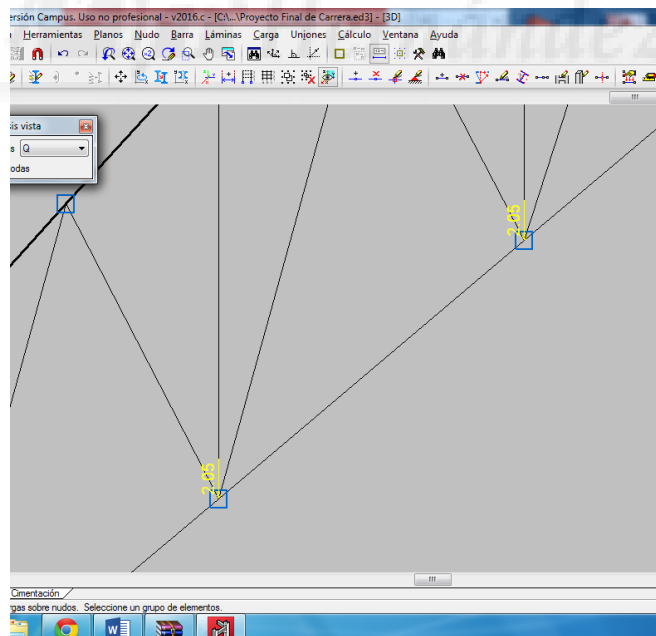 ersión Campus. Uso no profesional - v2016.c - [C:\...\Proyecto Final de Carrera.ed3] - [3D]
Herramientas Planos Nudo Barra Láminas Carga Uniones Cálculo Ventana Ayuda
sis vista
s Q
odas
2.05
2.05
Cimentación
rgas sobre nudos. Seleccione un grupo de elementos.